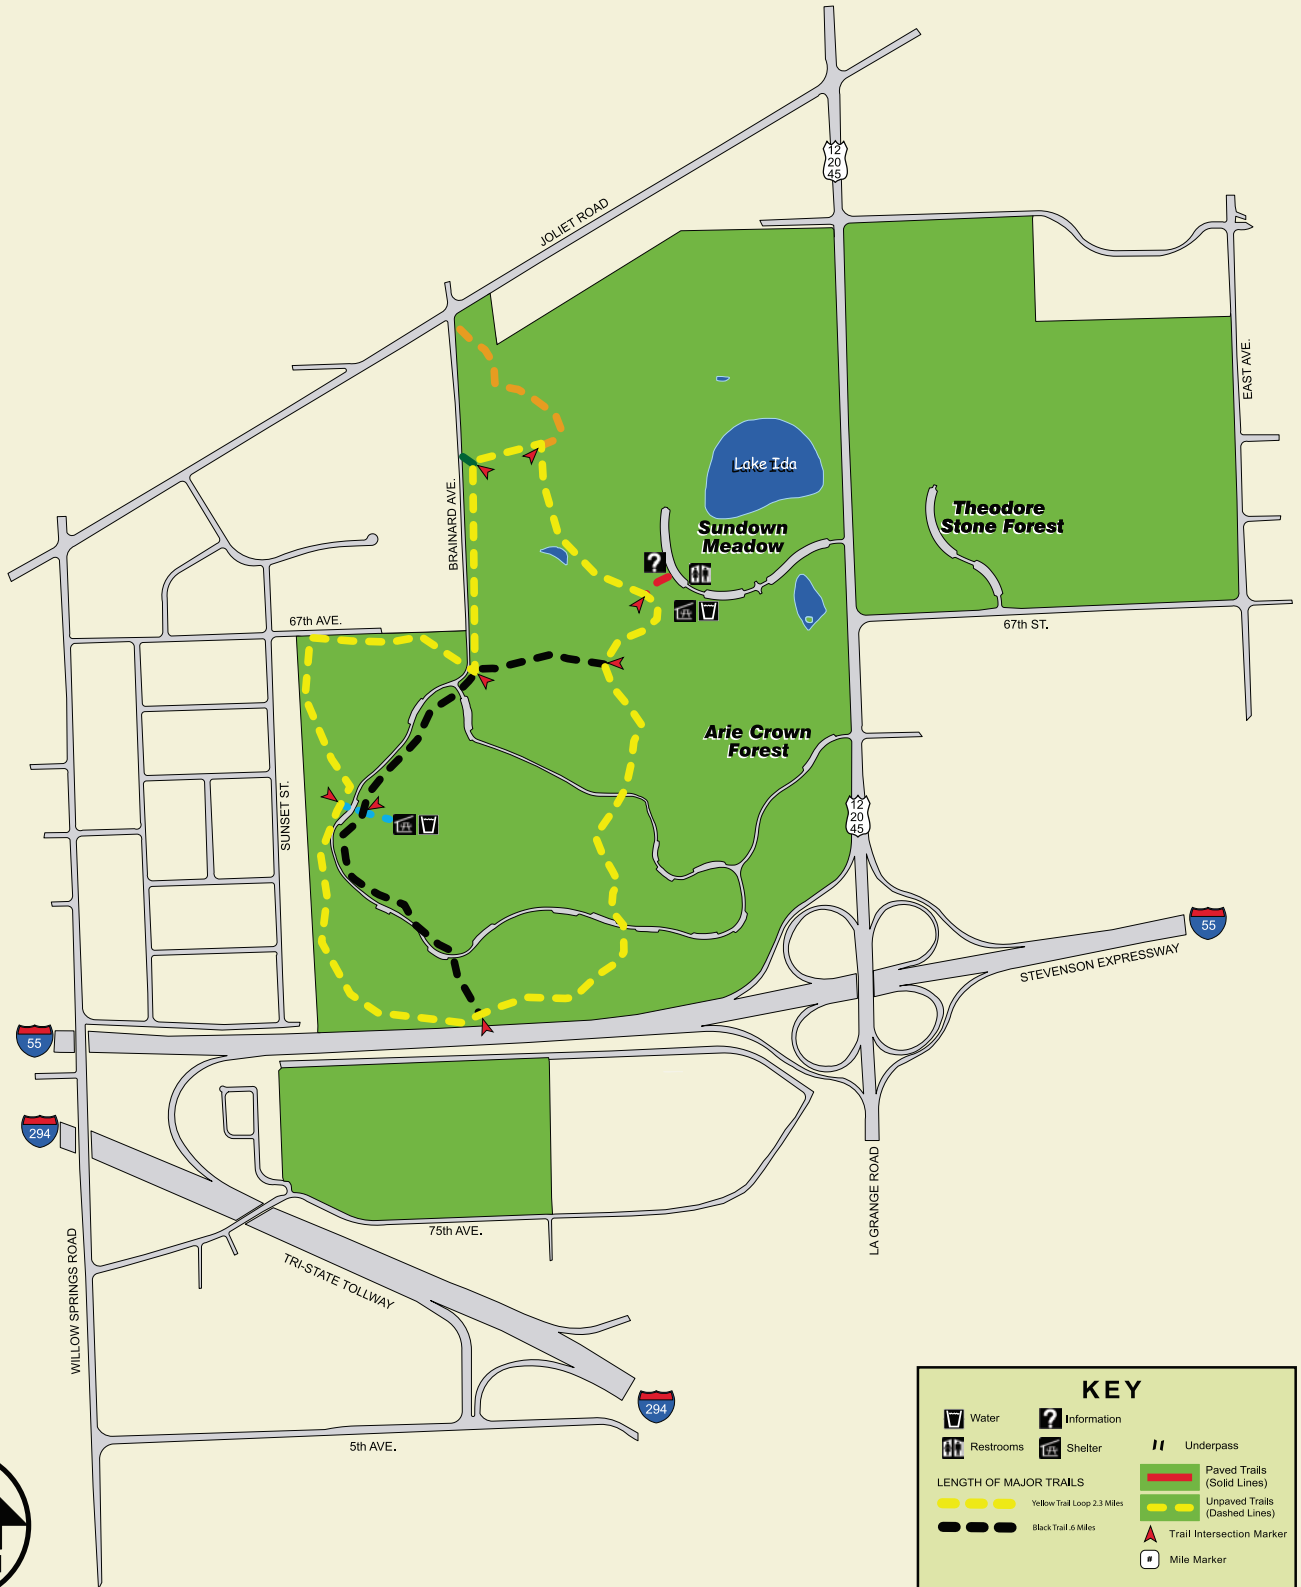 12
20
45
JOLIET ROAD
EAST AVE.
Lake Ida
BRAINARD AVE.
Theodore
Stone Forest
Sundown
Meadow
?
67th AVE.
67th ST.
Arie Crown
Forest
SUNSET ST.
12
20
45
55
STEVENSON EXPRESSWAY
55
294
LA GRANGE ROAD
75th AVE.
WILLOW SPRINGS ROAD
TRI-STATE TOLLWAY
294
5th AVE.
KEY
Water
? Information
Restrooms
Shelter
Underpass
LENGTH OF MAJOR TRAILS
Paved Trails
(Solid Lines)
Yellow Trail Loop 2.3 Miles
Unpaved Trails
(Dashed Lines)
Black Trail .6 Miles
Trail Intersection Marker
# Mile Marker